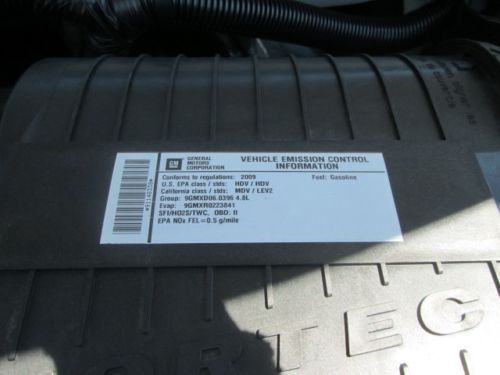 GM
GENERAL
MOTORS
CORPORATION
VEHICLE EMISSION CONTROL
INFORMATION
Conforms to regulations: 2009 Fuel: Gasoline
U.S. EPA class / stds: HDV / HDV
California class / stds: MDV / LEV2
Group: 9GMXD06.0396 4.8L
Evap: 9GMXR0223841
SFI/HO2S/TWC, OBD: II
EPA NOx FEL=0.5 g/mile
ORTEC